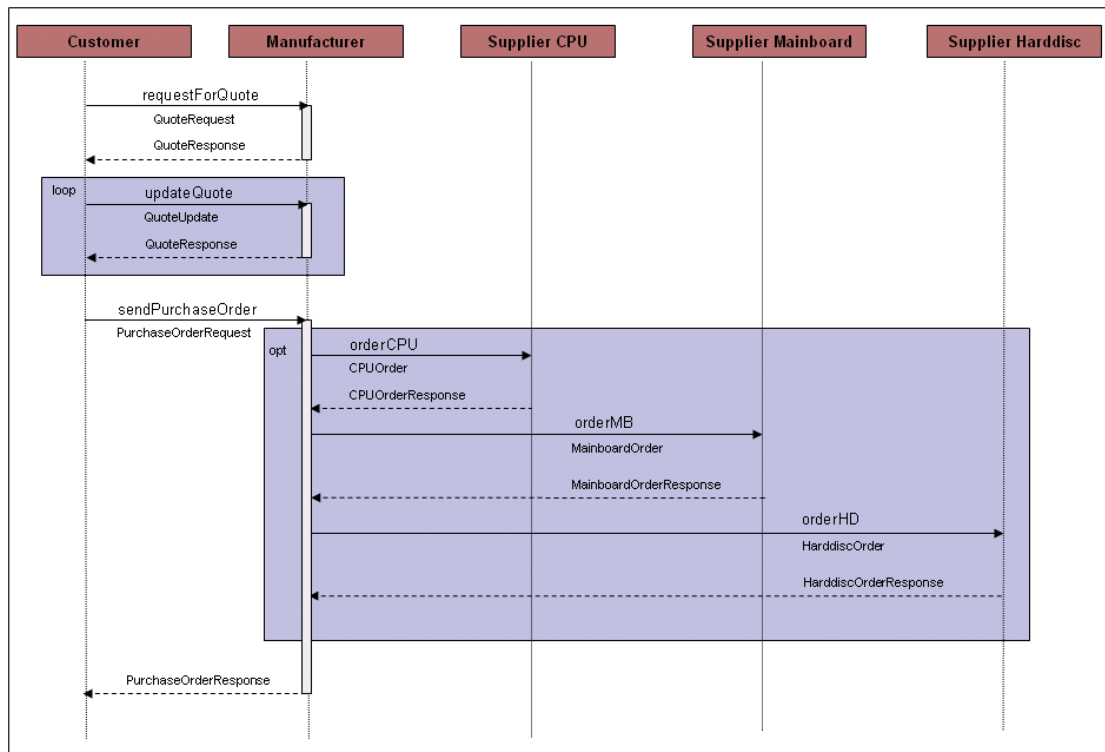 Customer
Manufacturer
Supplier CPU
Supplier Mainboard
Supplier Harddisc
requestForQuote
QuoteRequest
QuoteResponse
loop
updateQuote
QuoteUpdate
QuoteResponse
sendPurchaseOrder
PurchaseOrderRequest
opt
orderCPU
CPUOrder
CPUOrderResponse
orderMB
MainboardOrder
MainboardOrderResponse
orderHD
HarddiscOrder
HarddiscOrderResponse
PurchaseOrderResponse